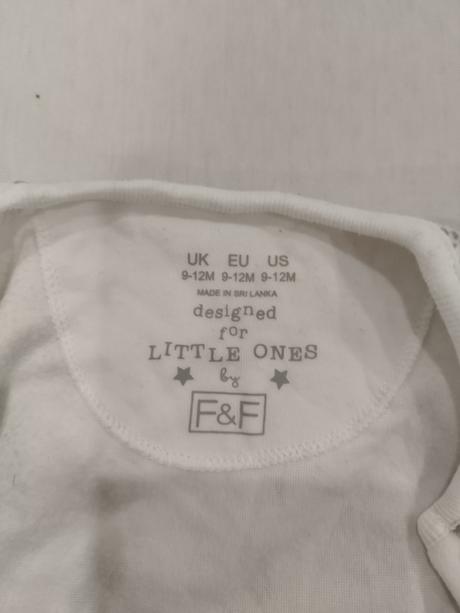 UK EU US
9-12M 9-12M 9-12M
MADE IN SRI LANKA
designed
for
LITTLE ONES
by
F&F